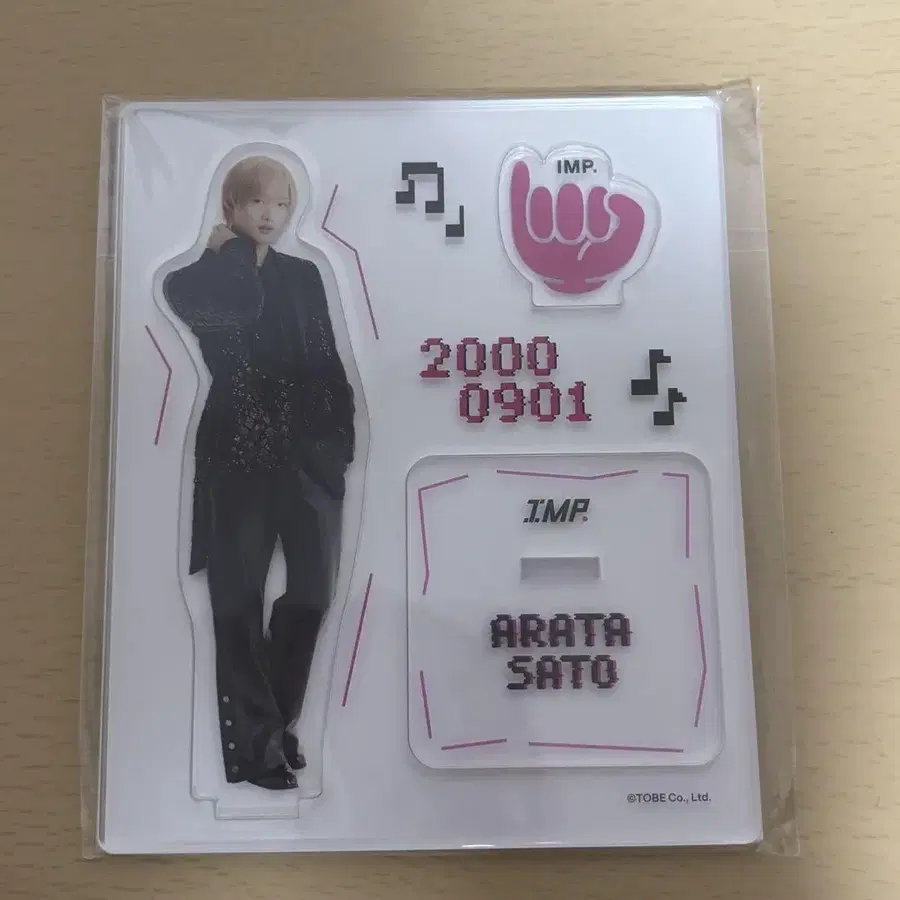 IMP.
2000
0901
IMP.
ARATA
SATO
©TOBE Co., Ltd.